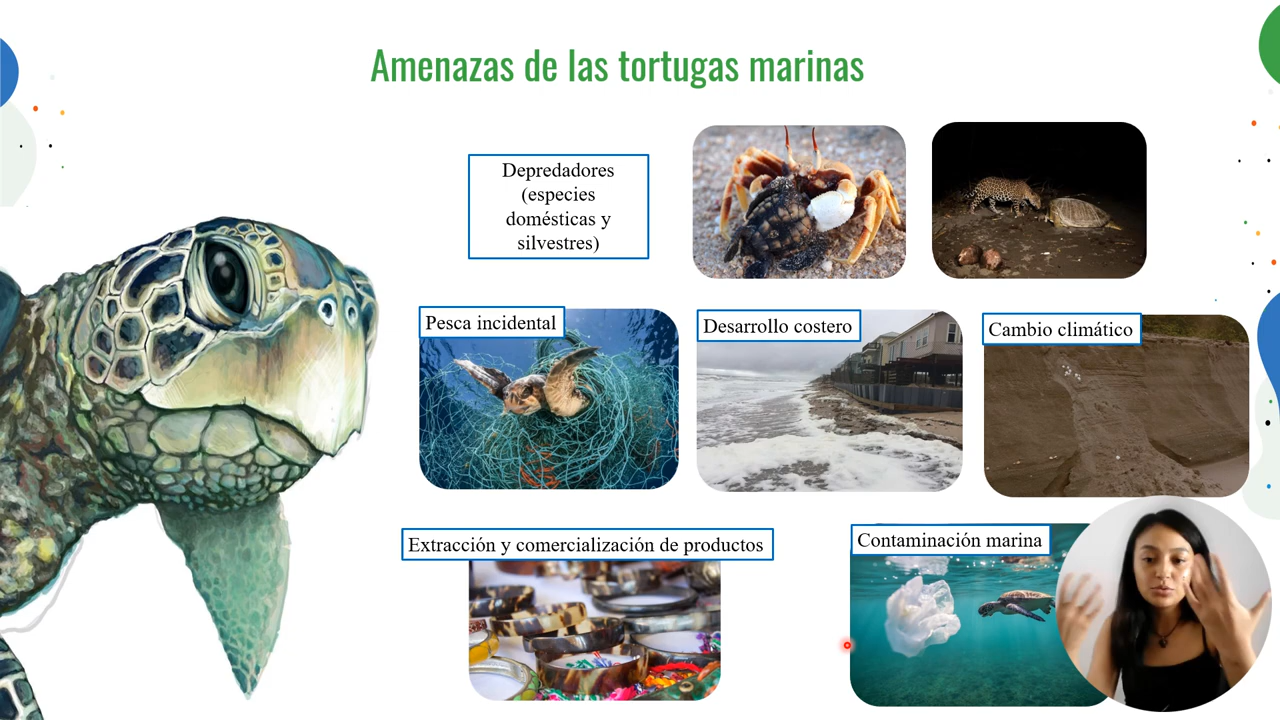 Amenazas de las tortugas marinas
Depredadores
(especies
domésticas y
silvestres)
Pesca incidental
Desarrollo costero
Cambio climático
Extracción y comercialización de productos
Contaminación marina